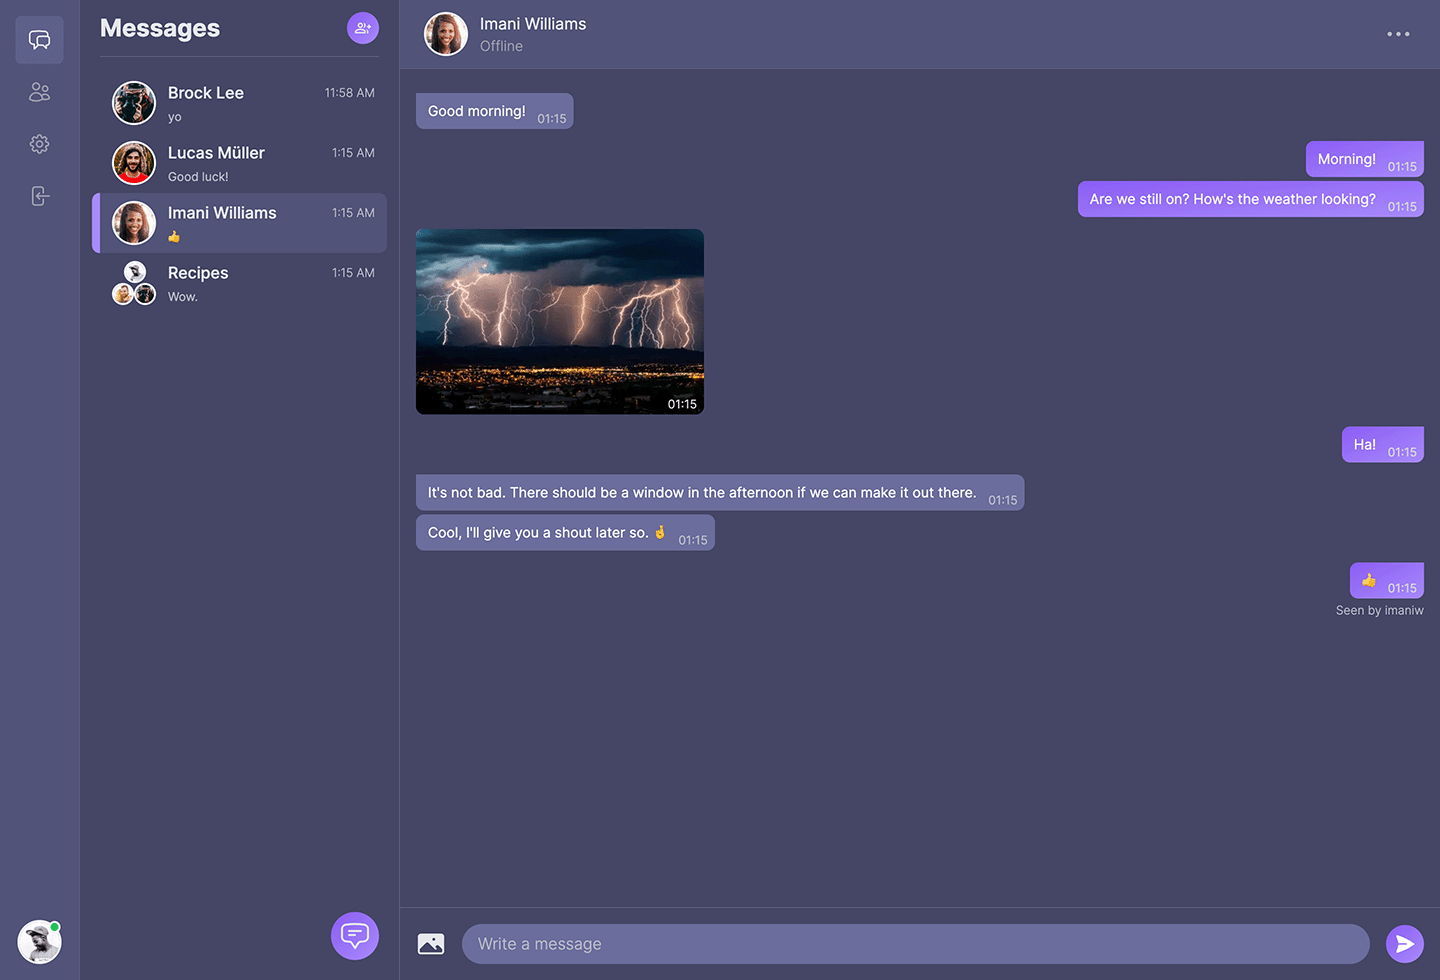 Messages
Brock Lee 11:58 AM
yo
Lucas Müller 1:15 AM
Good luck!
Imani Williams 1:15 AM
👍
Recipes 1:15 AM
Wow.
Imani Williams
Offline
Good morning! 01:15
Morning! 01:15
Are we still on? How's the weather looking? 01:15
01:15
Ha! 01:15
It's not bad. There should be a window in the afternoon if we can make it out there. 01:15
Cool, I'll give you a shout later so. 🤞 01:15
👍 01:15
Seen by imaniw
Write a message